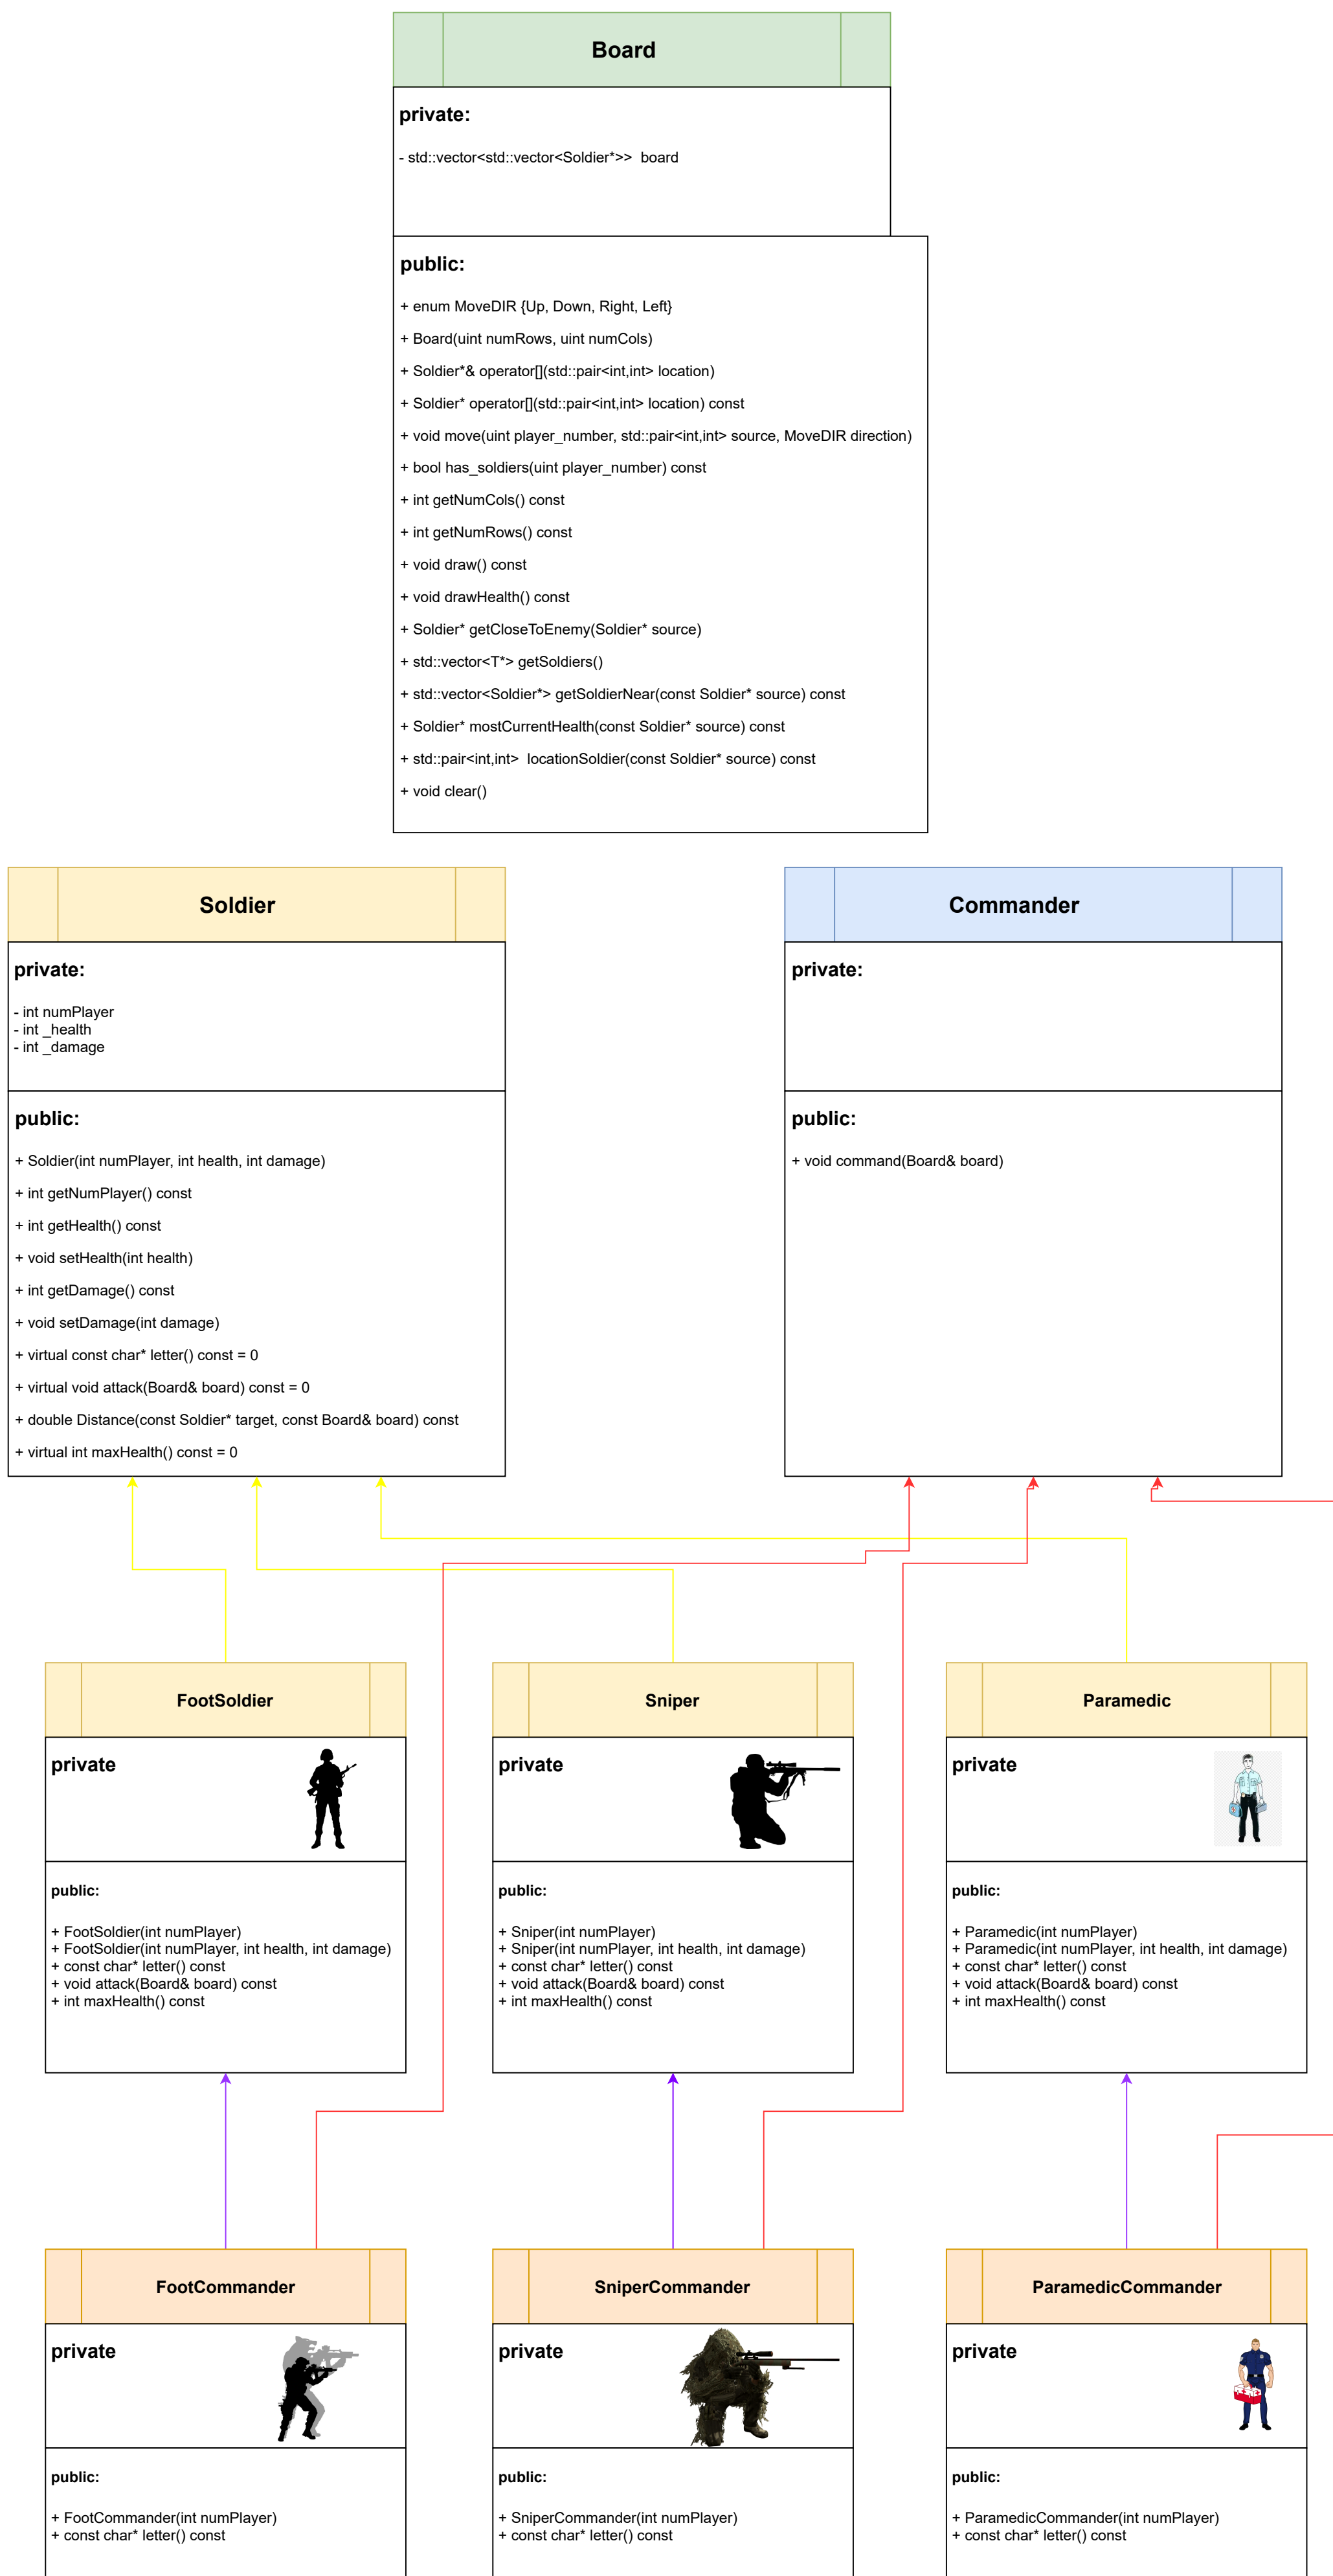 Board
private:
- std::vector<std::vector<Soldier*>>  board
public:
+ enum MoveDIR {Up, Down, Right, Left}
+ Board(uint numRows, uint numCols)
+ Soldier*& operator[](std::pair<int,int> location)
+ Soldier* operator[](std::pair<int,int> location) const
+ void move(uint player_number, std::pair<int,int> source, MoveDIR direction)
+ bool has_soldiers(uint player_number) const
+ int getNumCols() const
+ int getNumRows() const
+ void draw() const
+ void drawHealth() const
+ Soldier* getCloseToEnemy(Soldier* source)
+ std::vector<T*> getSoldiers()
+ std::vector<Soldier*> getSoldierNear(const Soldier* source) const
+ Soldier* mostCurrentHealth(const Soldier* source) const
+ std::pair<int,int>  locationSoldier(const Soldier* source) const
+ void clear()
Soldier
private:
- int numPlayer
- int _health
- int _damage
public:
+ Soldier(int numPlayer, int health, int damage)
+ int getNumPlayer() const
+ int getHealth() const
+ void setHealth(int health)
+ int getDamage() const
+ void setDamage(int damage)
+ virtual const char* letter() const = 0
+ virtual void attack(Board& board) const = 0
+ double Distance(const Soldier* target, const Board& board) const
+ virtual int maxHealth() const = 0
Commander
private:
public:
+ void command(Board& board)
FootSoldier
private
public:
+ FootSoldier(int numPlayer)
+ FootSoldier(int numPlayer, int health, int damage)
+ const char* letter() const
+ void attack(Board& board) const
+ int maxHealth() const
Sniper
private
public:
+ Sniper(int numPlayer)
+ Sniper(int numPlayer, int health, int damage)
+ const char* letter() const
+ void attack(Board& board) const
+ int maxHealth() const
Paramedic
private
public:
+ Paramedic(int numPlayer)
+ Paramedic(int numPlayer, int health, int damage)
+ const char* letter() const
+ void attack(Board& board) const
+ int maxHealth() const
FootCommander
private
public:
+ FootCommander(int numPlayer)
+ const char* letter() const
SniperCommander
private
public:
+ SniperCommander(int numPlayer)
+ const char* letter() const
ParamedicCommander
private
public:
+ ParamedicCommander(int numPlayer)
+ const char* letter() const